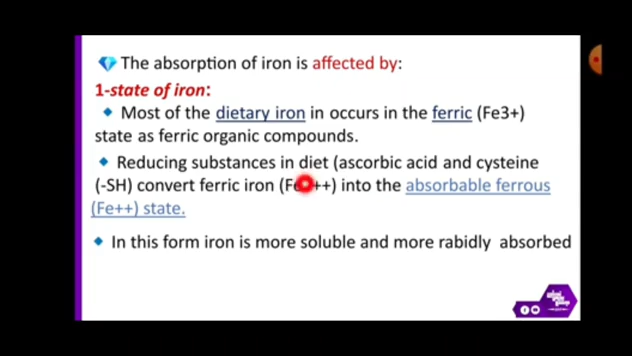 The absorption of iron is affected by:
1-state of iron:
Most of the dietary iron in occurs in the ferric (Fe3+)
state as ferric organic compounds.
Reducing substances in diet (ascorbic acid and cysteine
(-SH) convert ferric iron (Fe++) into the absorbable ferrous
(Fe++) state.
In this form iron is more soluble and more rabidly absorbed